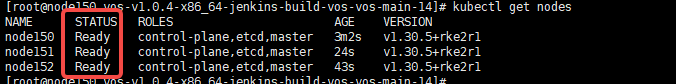 [root@node150 vos-v1.0.4-x86_64-jenkins-build-vos-vos-main-14]# kubectl get nodes
NAME STATUS ROLES AGE VERSION
node150 Ready control-plane,etcd,master 3m2s v1.30.5+rke2r1
node151 Ready control-plane,etcd,master 24s v1.30.5+rke2r1
node152 Ready control-plane,etcd,master 43s v1.30.5+rke2r1
[root@node150 vos-v1.0.4-x86_64-jenkins-build-vos-vos-main-14]#